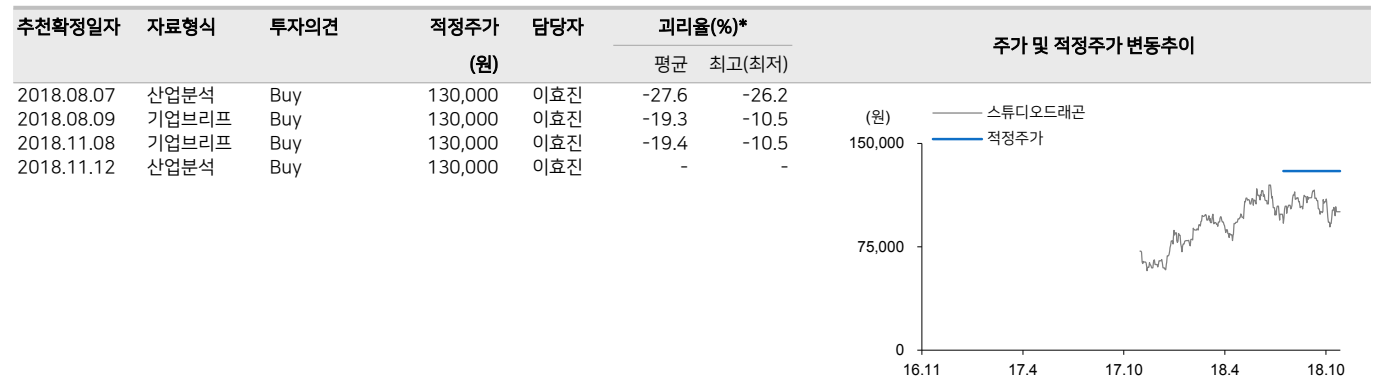 추천확정일자 자료형식 투자의견 적정주가 담당자 괴리율(%)* 주가 및 적정주가 변동추이
(원) 평균 최고(최저)
2018.08.07 산업분석 Buy 130,000 이효진 -27.6 -26.2
2018.08.09 기업브리프 Buy 130,000 이효진 -19.3 -10.5
2018.11.08 기업브리프 Buy 130,000 이효진 -19.4 -10.5
2018.11.12 산업분석 Buy 130,000 이효진 - -
(원) 스튜디오드래곤
적정주가
150,000
75,000
0
16.11 17.4 17.10 18.4 18.10